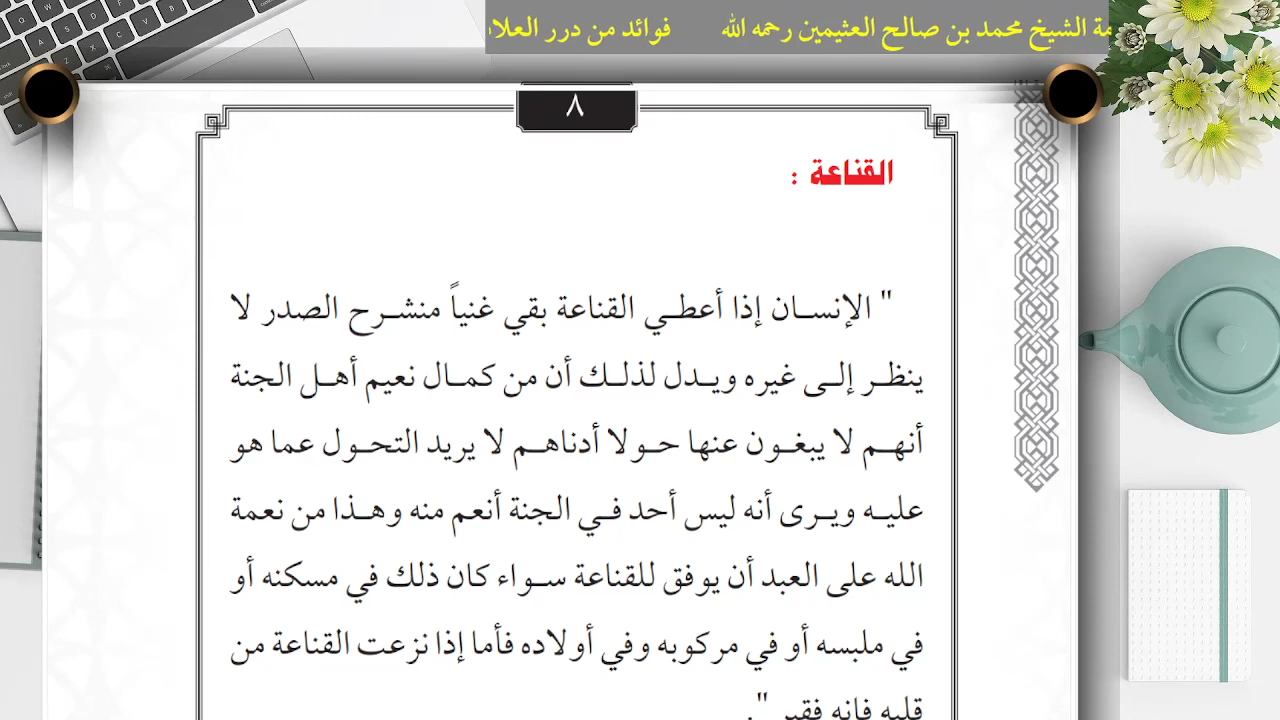 مة الشيخ محمد بن صالح العثيمين رحمه الله فوائد من درر العلا
٨
القناعة :
" الإنسان إذا أعطي القناعة بقي غنياً منشرح الصدر لا
ينظر إلى غيره ويدل لذلك أن من كمال نعيم أهل الجنة
أنهم لا يبغون عنها حولا أدناهم لا يريد التحول عما هو
عليه ويرى أنه ليس أحد في الجنة أنعم منه وهذا من نعمة
الله على العبد أن يوفق للقناعة سواء كان ذلك في مسكنه أو
في ملبسه أو في مركوبه وفي أولاده فأما إذا نزعت القناعة من
قلبه فإنه فقير ".